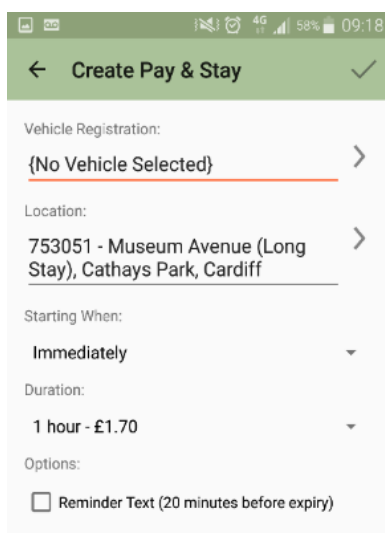 4G 58% 09:18
Create Pay & Stay
Vehicle Registration:
{No Vehicle Selected}
Location:
753051 - Museum Avenue (Long
Stay), Cathays Park, Cardiff
Starting When:
Immediately
Duration:
1 hour - £1.70
Options:
Reminder Text (20 minutes before expiry)